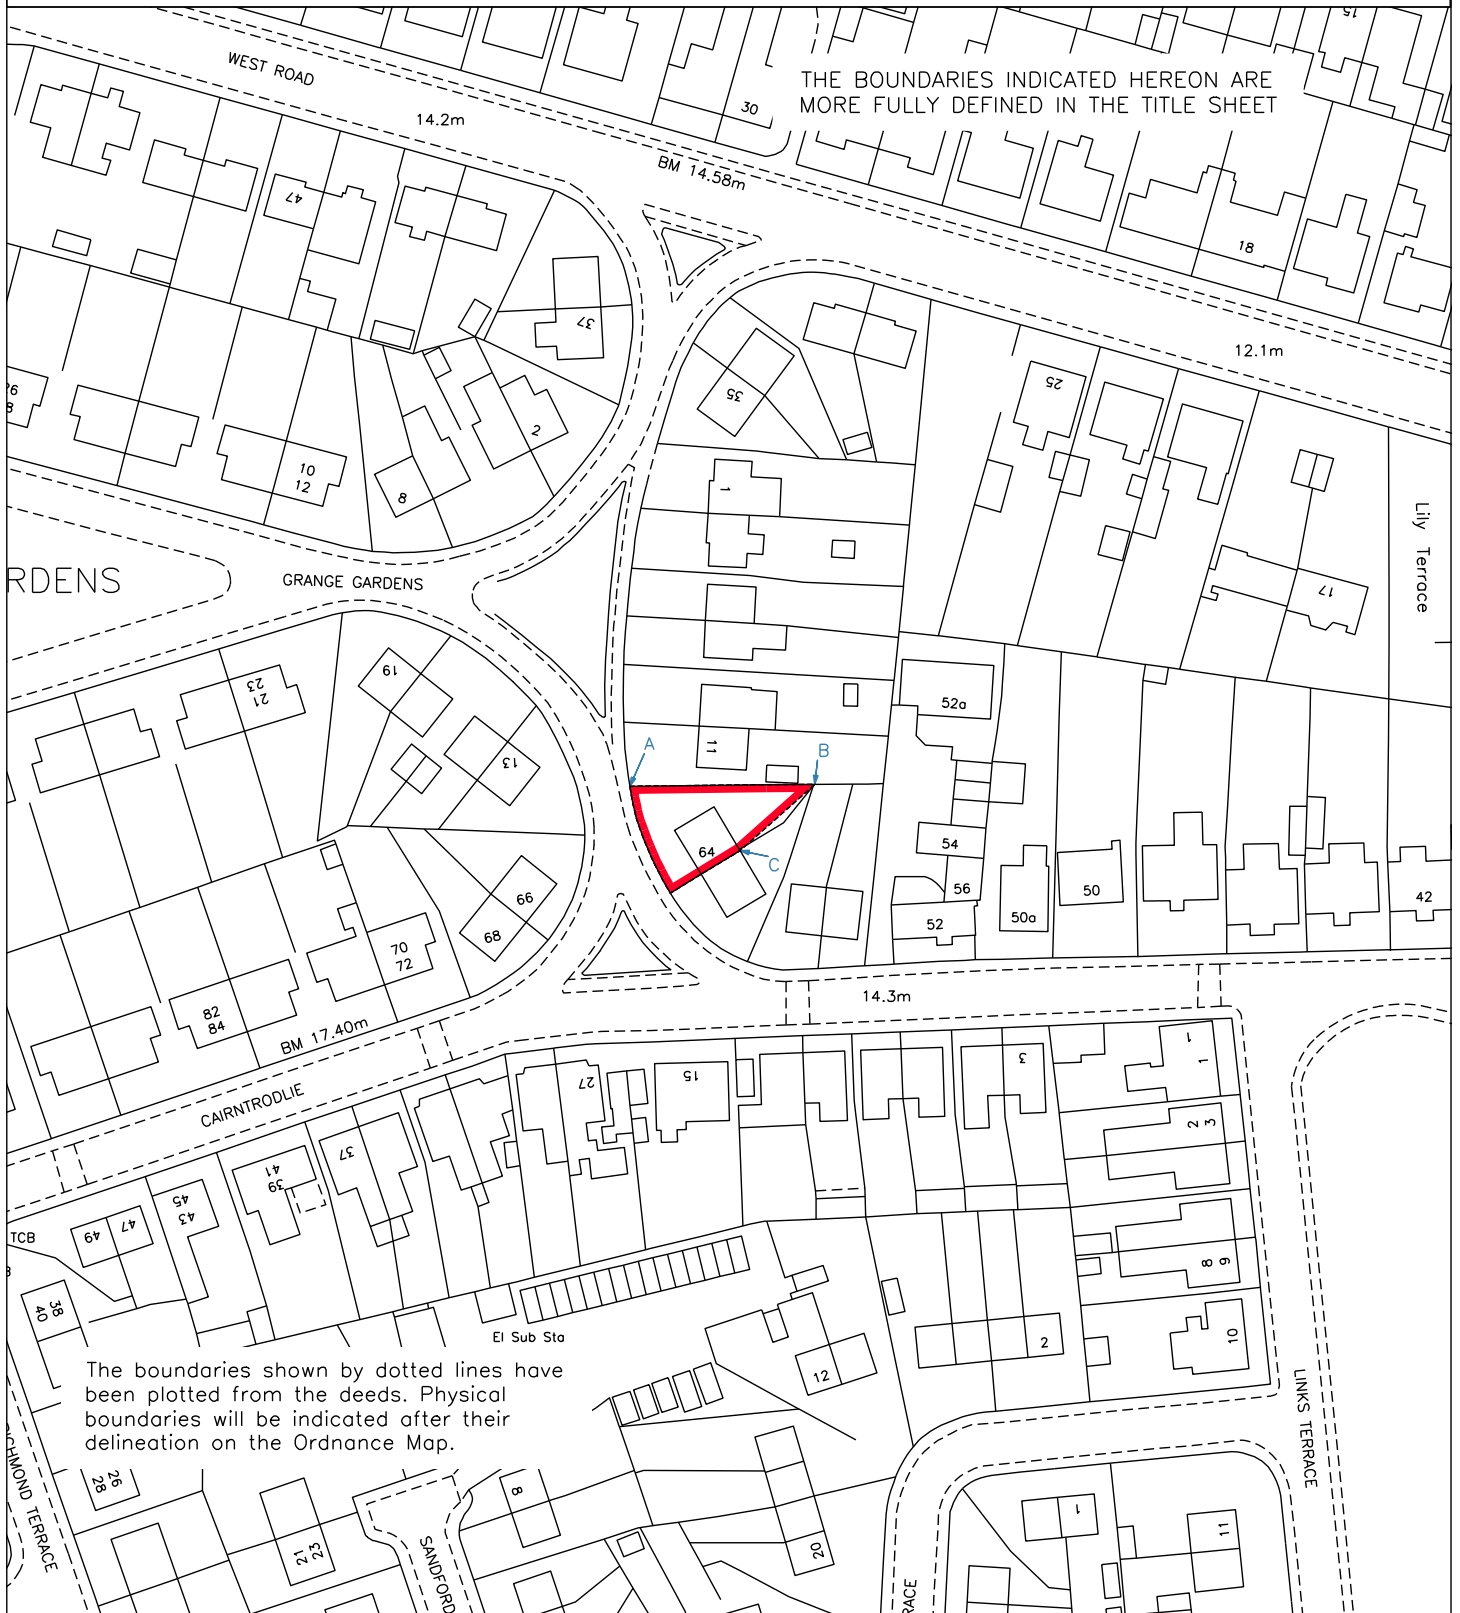 15
WEST ROAD
THE BOUNDARIES INDICATED HEREON ARE
MORE FULLY DEFINED IN THE TITLE SHEET
14.2m
30
BM 14.58m
47
18
37
12.1m
35
25
2
10
12
8
1
Lily Terrace
RDENS
GRANGE GARDENS
17
19
23
21
52a
13
11
A
B
64
C
54
66
56
50
42
68
70
72
52
50a
14.3m
82
84
BM 17.40m
CAIRNTRODLIE
27
15
3
1
1
2
3
37
41
39
45
43
TCB
49
47
8
9
38
40
El Sub Sta
2
10
12
The boundaries shown by dotted lines have
been plotted from the deeds. Physical
boundaries will be indicated after their
delineation on the Ordnance Map.
LINKS TERRACE
26
28
8
1
11
21
23
20
RICHMOND TERRACE
SANDFORD
RACE